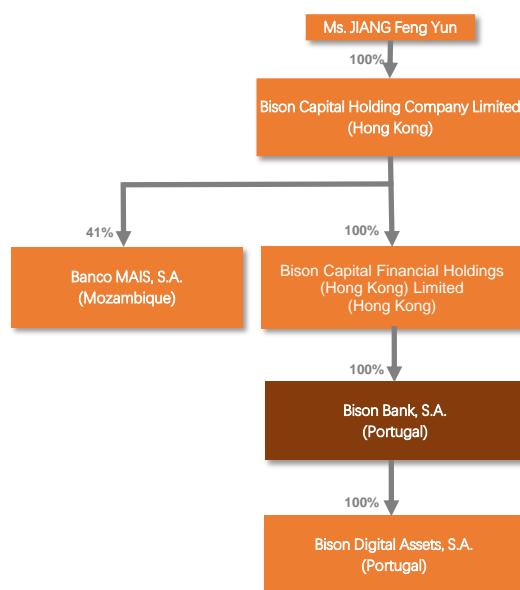 Ms. JIANG Feng Yun
100%
Bison Capital Holding Company Limited
(Hong Kong)
41%
100%
Banco MAIS, S.A.
(Mozambique)
Bison Capital Financial Holdings
(Hong Kong) Limited
(Hong Kong)
100%
Bison Bank, S.A.
(Portugal)
100%
Bison Digital Assets, S.A.
(Portugal)